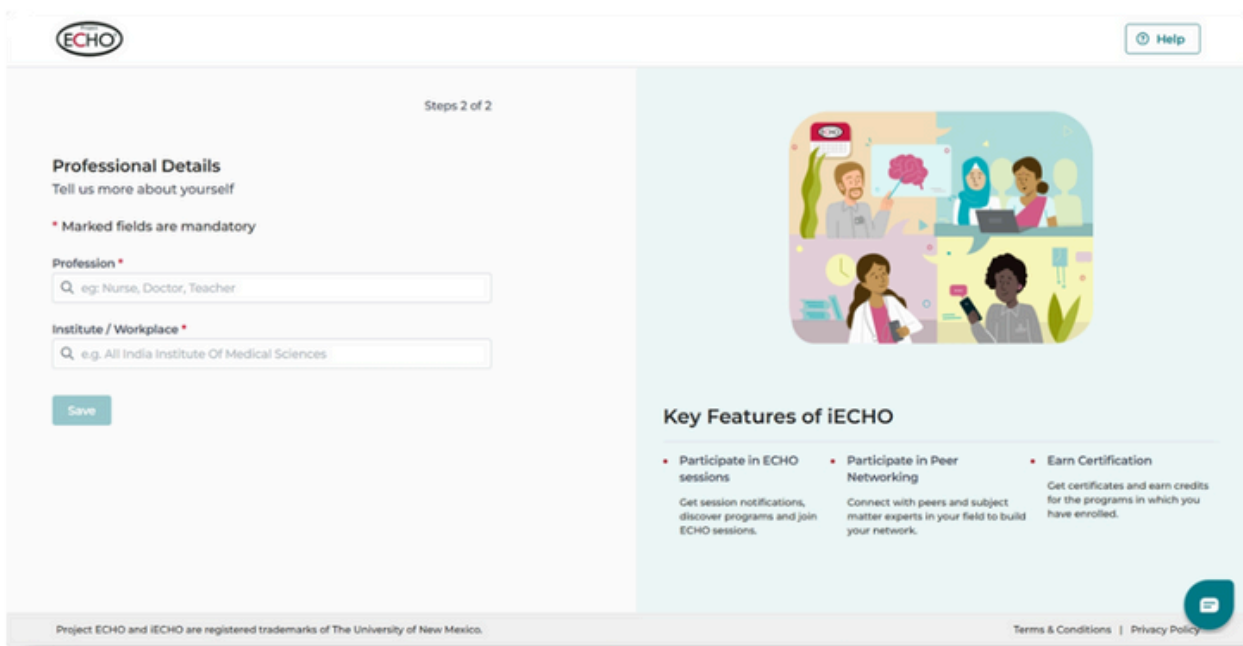 Project
ECHO
Help
Steps 2 of 2
Professional Details
Tell us more about yourself
* Marked fields are mandatory
Profession *
eg: Nurse, Doctor, Teacher
Institute / Workplace *
e.g. All India Institute Of Medical Sciences
Save
Key Features of iECHO
Participate in ECHO
sessions
Get session notifications,
discover programs and join
ECHO sessions.
Participate in Peer
Networking
Connect with peers and subject
matter experts in your field to build
your network.
Earn Certification
Get certificates and earn credits
for the programs in which you
have enrolled.
Project ECHO and iECHO are registered trademarks of The University of New Mexico.
Terms & Conditions | Privacy Policy